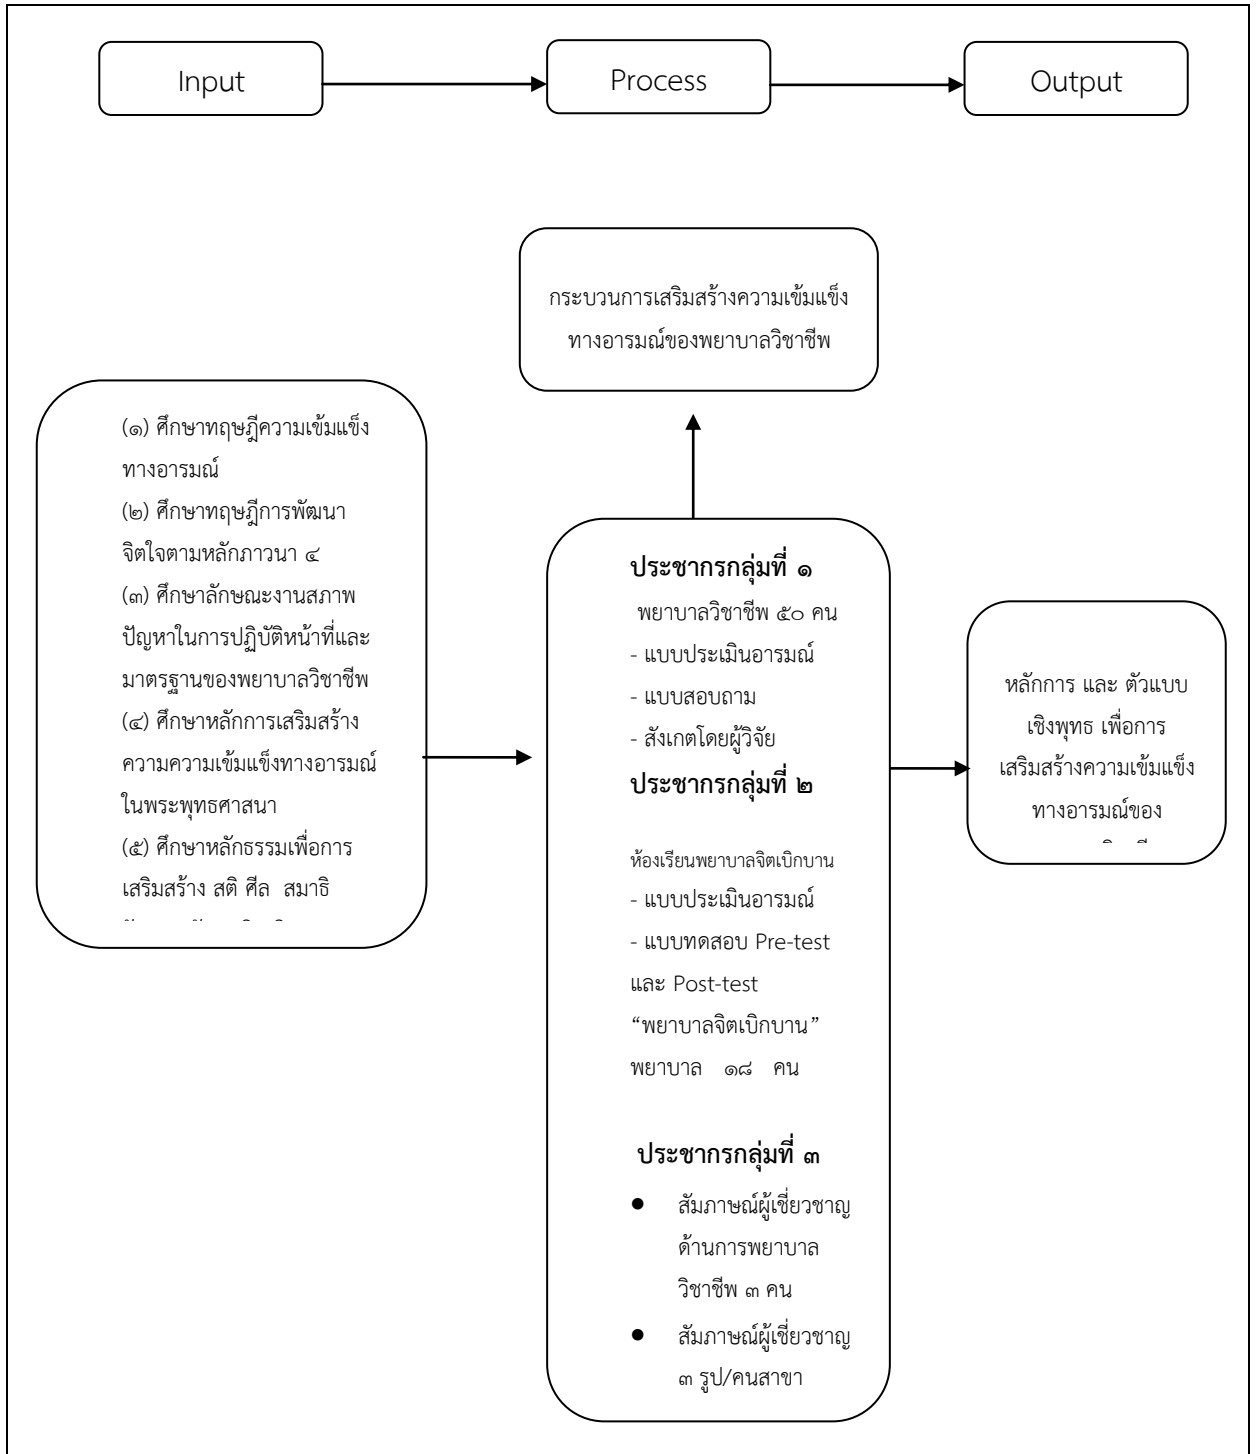 Input
Process
Output
กระบวนการเสริมสร้างความเข้มแข็ง
ทางอารมณ์ของพยาบาลวิชาชีพ
(๑) ศึกษาทฤษฎีความเข้มแข็ง
ทางอารมณ์
(๒) ศึกษาทฤษฎีการพัฒนา
จิตใจตามหลักภาวนา ๔
(๓) ศึกษาลักษณะงานสภาพ
ปัญหาในการปฏิบัติหน้าที่และ
มาตรฐานของพยาบาลวิชาชีพ
(๔) ศึกษาหลักการเสริมสร้าง
ความความเข้มแข็งทางอารมณ์
ในพระพุทธศาสนา
(๕) ศึกษาหลักธรรมเพื่อการ
เสริมสร้าง สติ ศีล สมาธิ
ประชากรกลุ่มที่ ๑
พยาบาลวิชาชีพ ๕๐ คน
- แบบประเมินอารมณ์
- แบบสอบถาม
- สังเกตโดยผู้วิจัย
ประชากรกลุ่มที่ ๒
ห้องเรียนพยาบาลจิตเบิกบาน
- แบบประเมินอารมณ์
- แบบทดสอบ Pre-test
และ Post-test
“พยาบาลจิตเบิกบาน”
พยาบาล ๑๘ คน
ประชากรกลุ่มที่ ๓
● สัมภาษณ์ผู้เชี่ยวชาญ
ด้านการพยาบาล
วิชาชีพ ๓ คน
● สัมภาษณ์ผู้เชี่ยวชาญ
๓ รูป/คนสาขา
หลักการ และ ตัวแบบ
เชิงพุทธ เพื่อการ
เสริมสร้างความเข้มแข็ง
ทางอารมณ์ของ